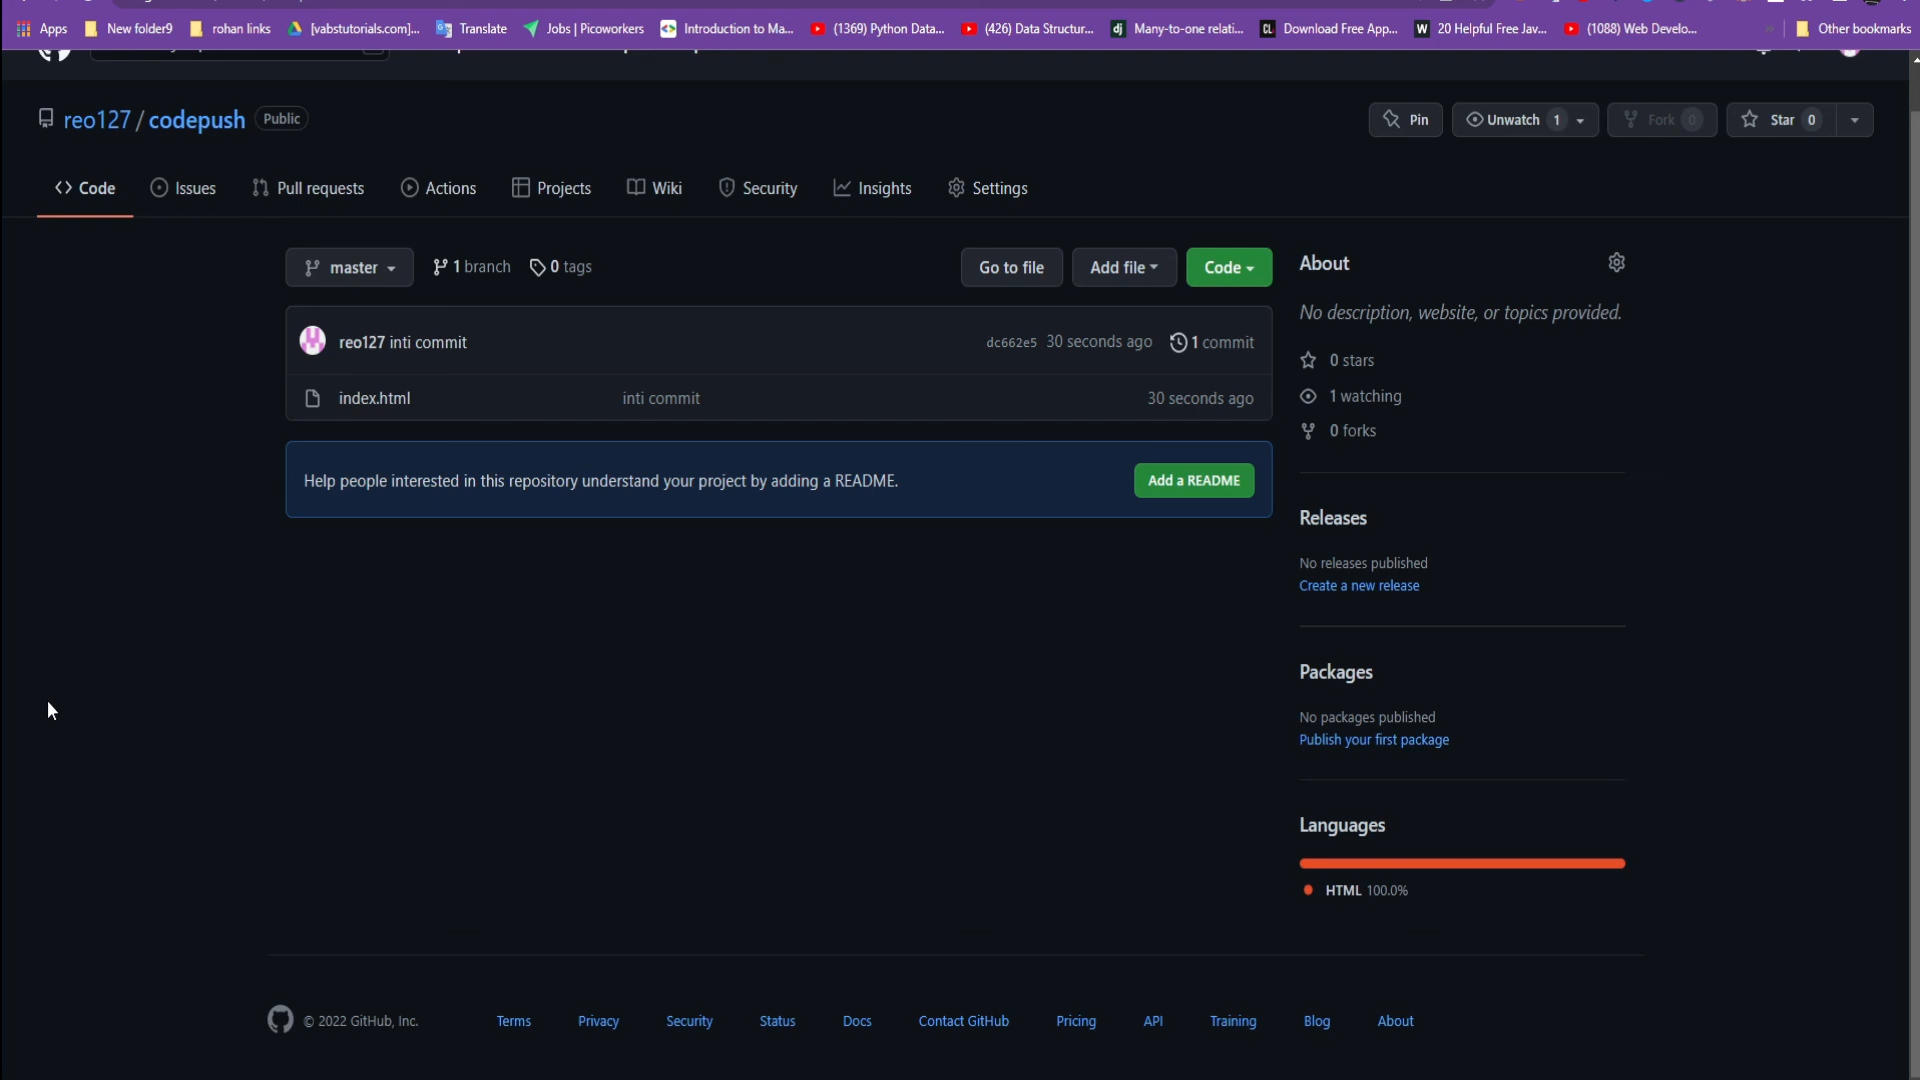 Apps New folder9 rohan links [vabstutorials.com]... Translate Jobs | Picoworkers Introduction to Ma... (1369) Python Data... (426) Data Structur... Many-to-one relati... Download Free App... 20 Helpful Free Jav... (1088) Web Develo... » Other bookmarks
reo127 / codepush Public Pin Unwatch 1 Fork 0 Star 0
Code Issues Pull requests Actions Projects Wiki Security Insights Settings
master 1 branch 0 tags Go to file Add file Code
reo127 inti commit dc662e5 30 seconds ago 1 commit
index.html inti commit 30 seconds ago
Help people interested in this repository understand your project by adding a README. Add a README
About
No description, website, or topics provided.
0 stars
1 watching
0 forks
Releases
No releases published
Create a new release
Packages
No packages published
Publish your first package
Languages
HTML 100.0%
© 2022 GitHub, Inc. Terms Privacy Security Status Docs Contact GitHub Pricing API Training Blog About